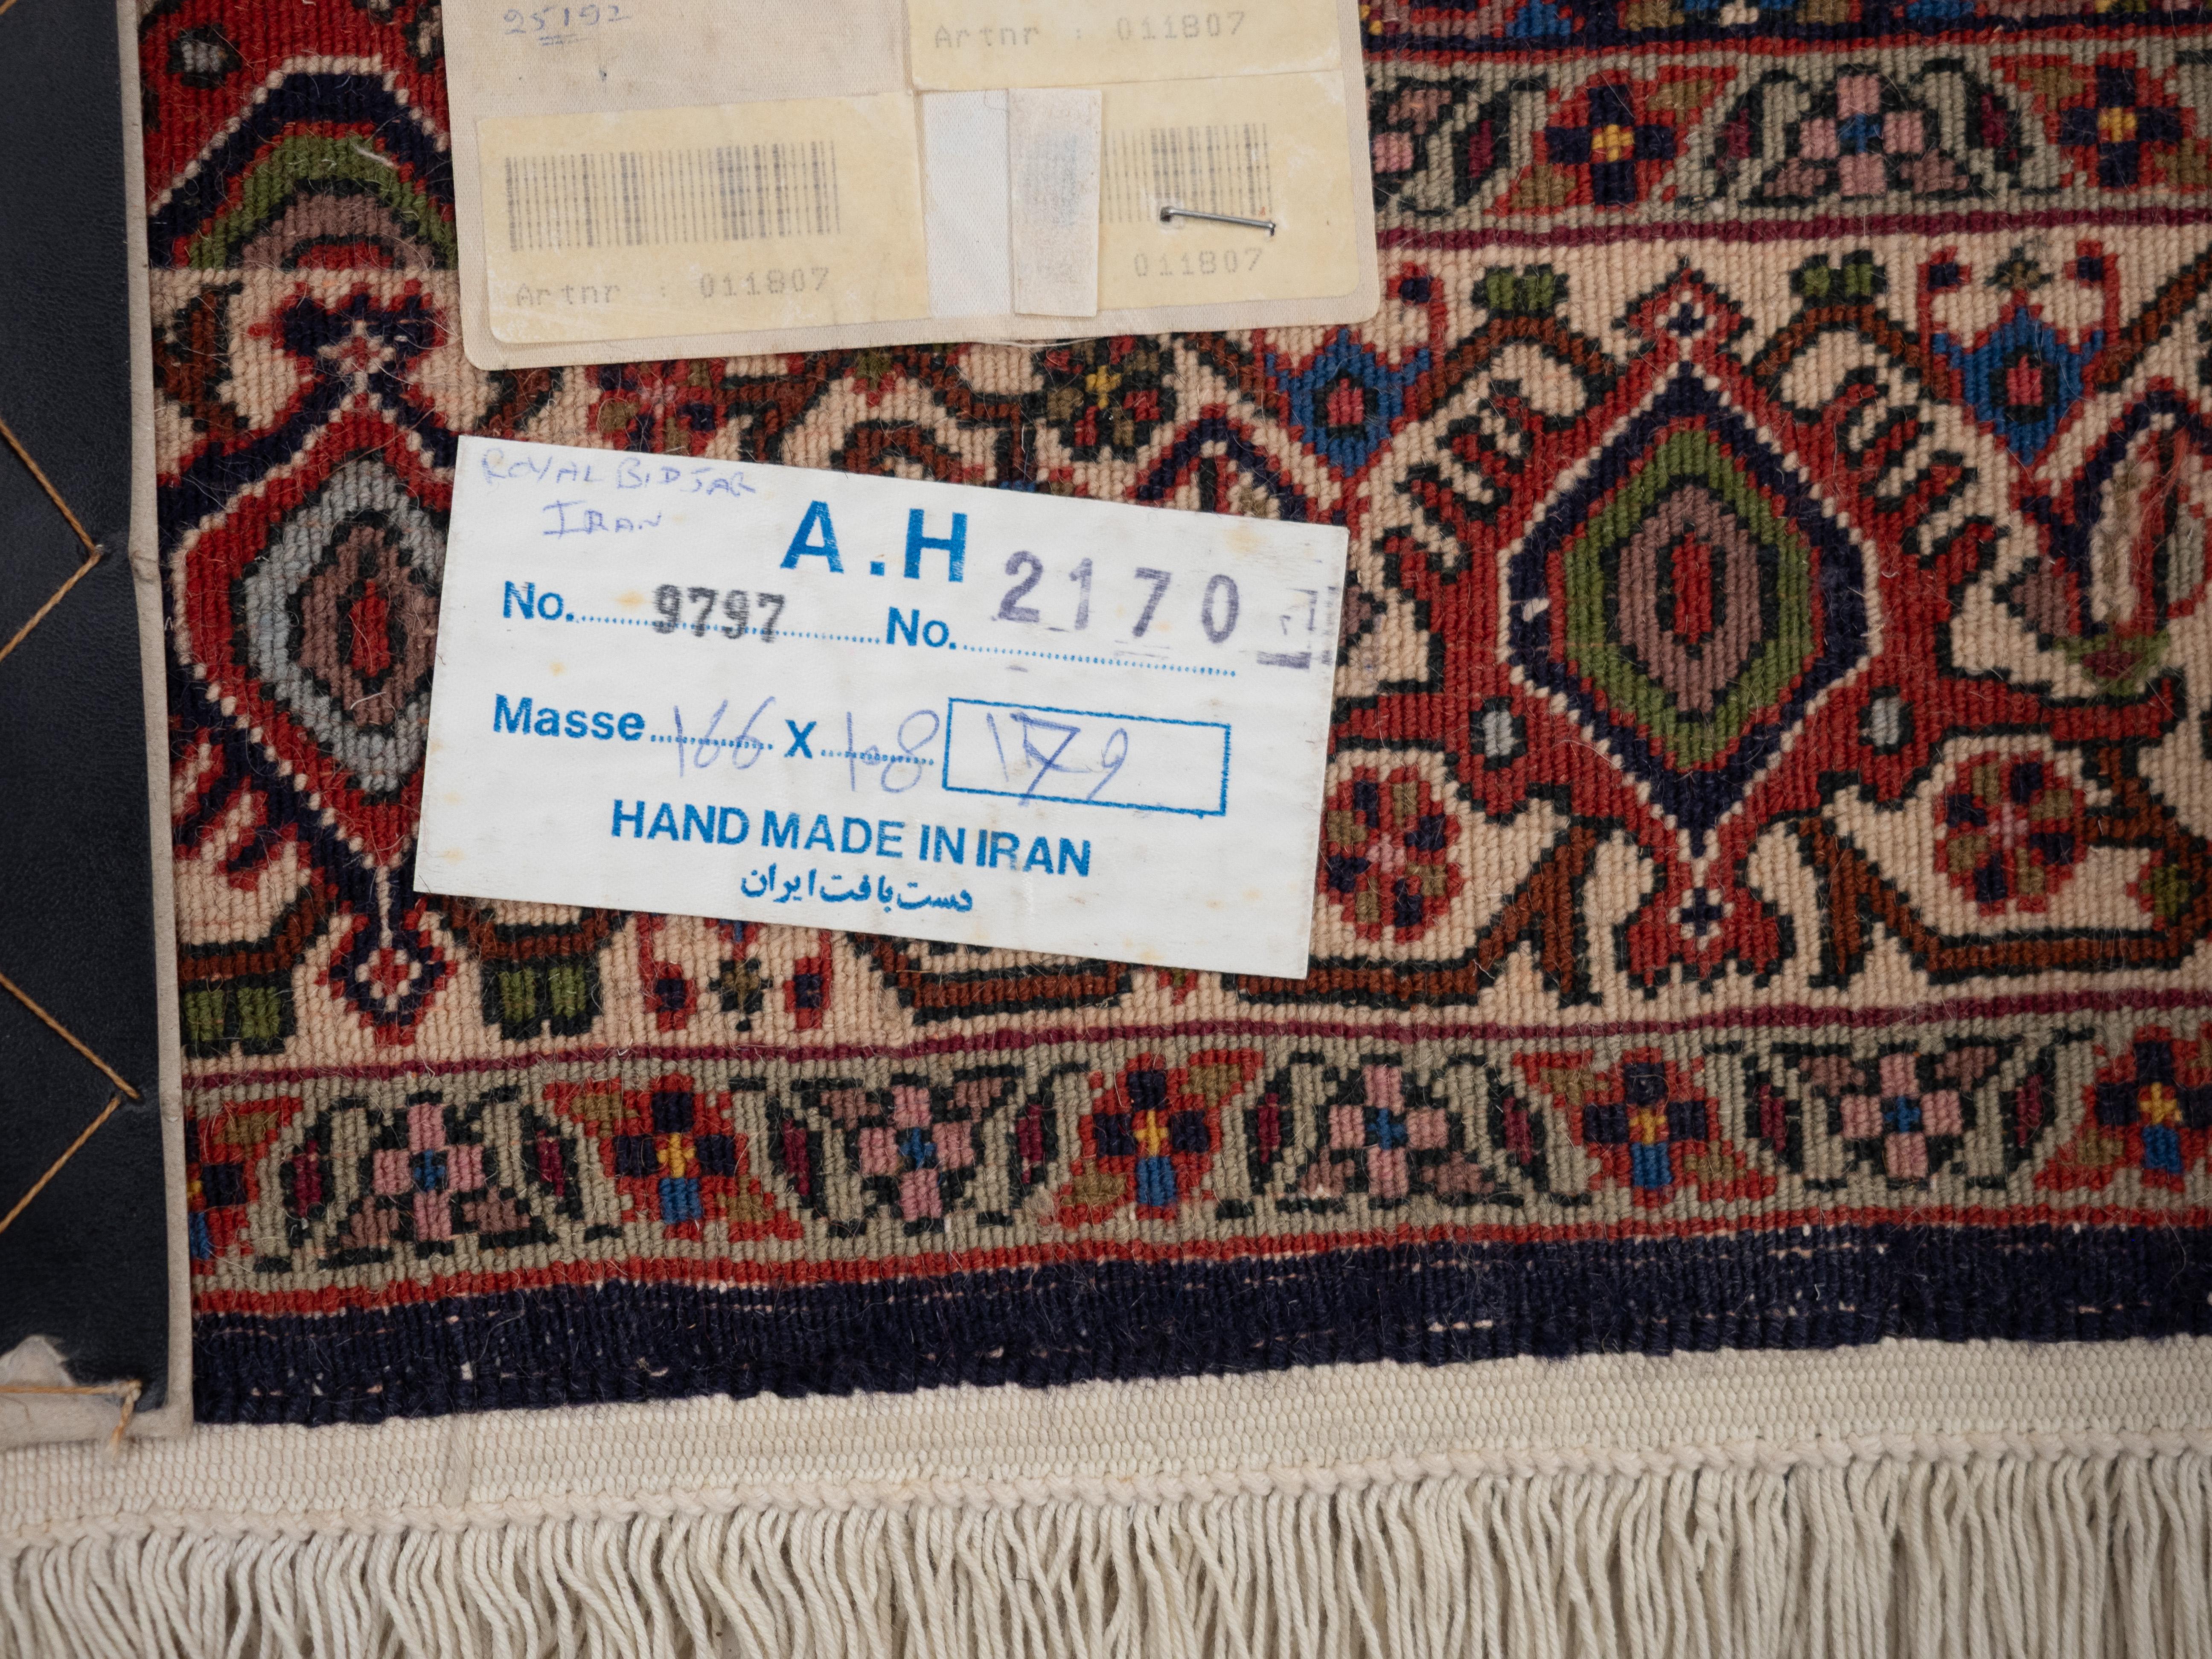 25192
Artnr : 011807
Artnr : 011807
011807
ROYAL BIDJAR
IRAN
A.H
No. 9797 No. 2170
Masse 166 X 108 179
HAND MADE IN IRAN
دست بافت ایران